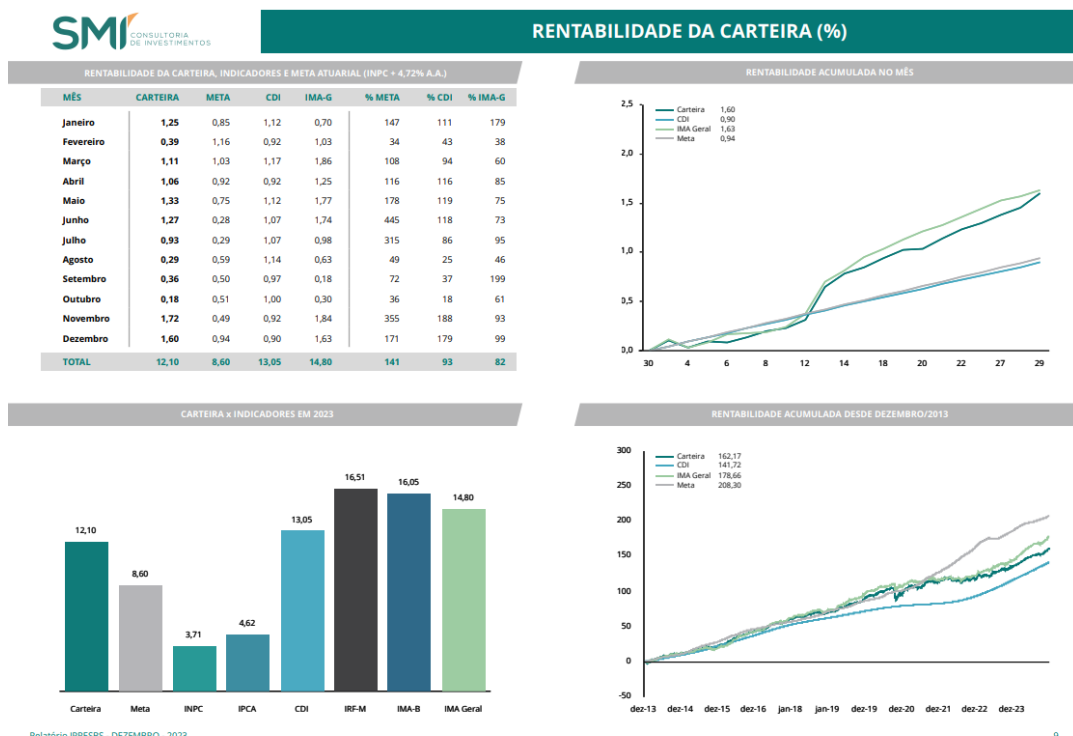 SMI CONSULTORIA DE INVESTIMENTOS
RENTABILIDADE DA CARTEIRA (%)
RENTABILIDADE DA CARTEIRA, INDICADORES E META ATUARIAL (INPC + 4,72% A.A.)
MÊS CARTEIRA META CDI IMA-G % META % CDI % IMA-G
Janeiro 1,25 0,85 1,12 0,70 147 111 179
Fevereiro 0,39 1,16 0,92 1,03 34 43 38
Março 1,11 1,03 1,17 1,86 108 94 60
Abril 1,06 0,92 0,92 1,25 116 116 85
Maio 1,33 0,75 1,12 1,77 178 119 75
Junho 1,27 0,28 1,07 1,74 445 118 73
Julho 0,93 0,29 1,07 0,98 315 86 95
Agosto 0,29 0,59 1,14 0,63 49 25 46
Setembro 0,36 0,50 0,97 0,18 72 37 199
Outubro 0,18 0,51 1,00 0,30 36 18 61
Novembro 1,72 0,49 0,92 1,84 355 188 93
Dezembro 1,60 0,94 0,90 1,63 171 179 99
TOTAL 12,10 8,60 13,05 14,80 141 93 82
RENTABILIDADE ACUMULADA NO MÊS
Carteira 1,60
CDI 0,90
IMA Geral 1,63
Meta 0,94
2,5
2,0
1,5
1,0
0,5
0,0
30 4 6 8 12 14 18 20 22 27 29
CARTEIRA x INDICADORES EM 2023
12,10
8,60
3,71
4,62
13,05
16,51
16,05
14,80
Carteira Meta INPC IPCA CDI IRF-M IMA-B IMA Geral
RENTABILIDADE ACUMULADA DESDE DEZEMBRO/2013
Carteira 162,17
CDI 141,72
IMA Geral 178,66
Meta 208,30
300
250
200
150
100
50
0
-50
dez-13 dez-14 dez-15 dez-16 jan-18 jan-19 dez-19 dez-20 dez-21 dez-22 dez-23